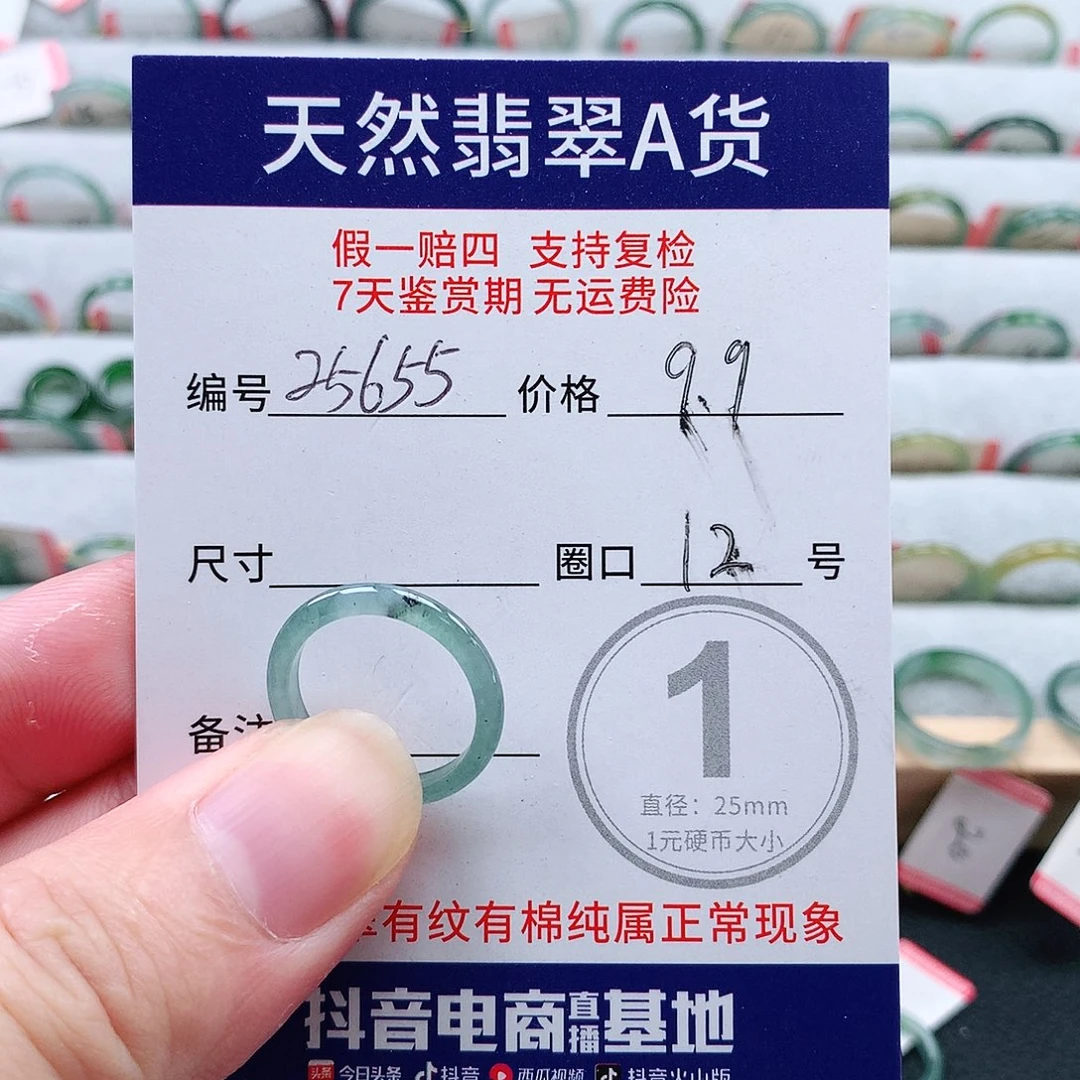 天然翡翠A货
假一赔四 支持复检
7天鉴赏期 无运费险
编号 25655 价格 9.9
尺寸 圈口 12 号
备注
1
直径：25mm
1元硬币大小
有纹有棉纯属正常现象
抖音电商直播基地
头条 今日头条 抖音 西瓜视频 抖音火山版